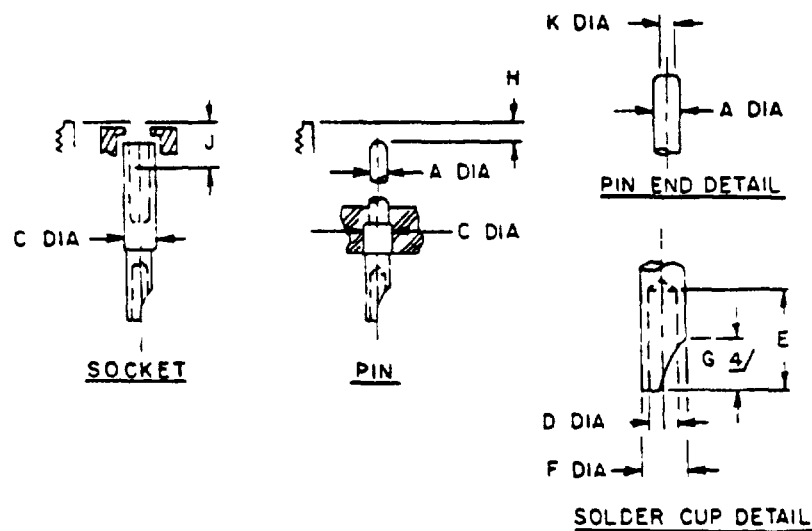 K DIA
H
J
A DIA
A DIA
PIN END DETAIL
C DIA
C DIA
E
G 4/
SOCKET
PIN
D DIA
F DIA
SOLDER CUP DETAIL